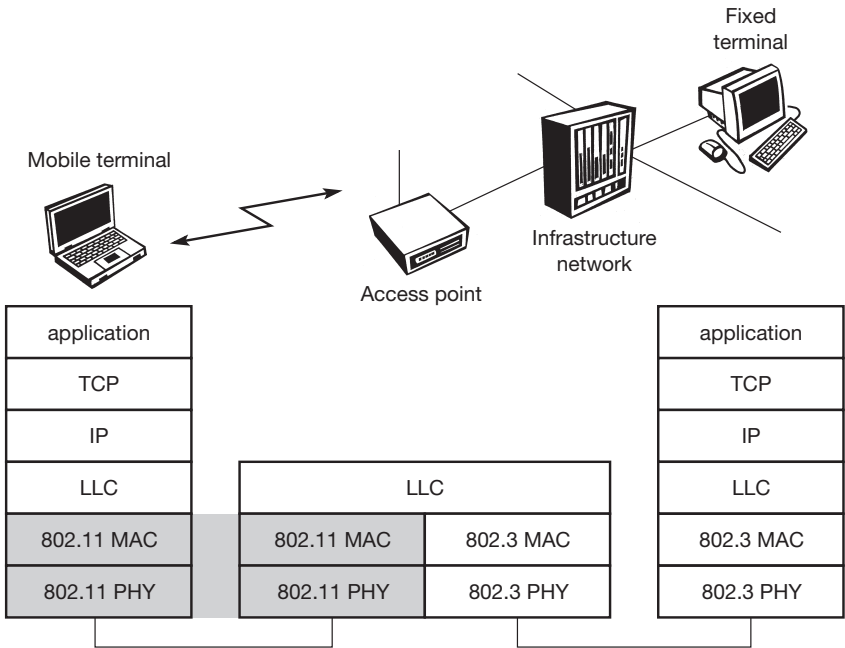 Fixed
terminal
Mobile terminal
Infrastructure
network
Access point
application
TCP
IP
LLC
802.11 MAC
802.11 PHY
LLC
802.11 MAC
802.3 MAC
802.11 PHY
802.3 PHY
application
TCP
IP
LLC
802.3 MAC
802.3 PHY